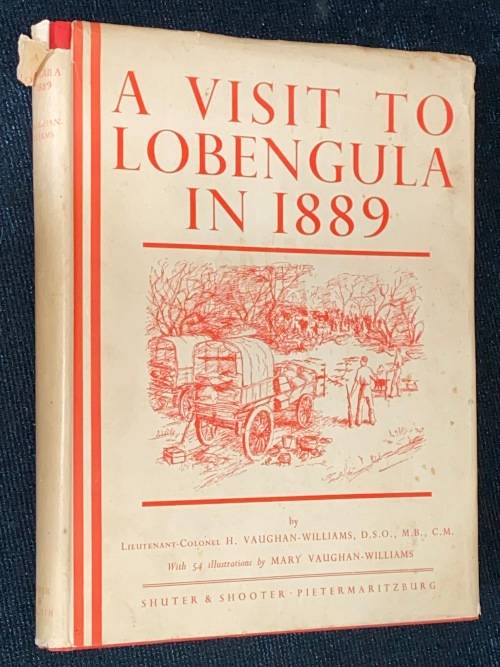 A VISIT TO
LOBENGULA
IN 1889
by
LIEUTENANT-COLONEL H. VAUGHAN-WILLIAMS, D.S.O., M.B., C.M.
With 54 illustrations by MARY VAUGHAN-WILLIAMS
SHUTER & SHOOTER · PIETERMARITZBURG